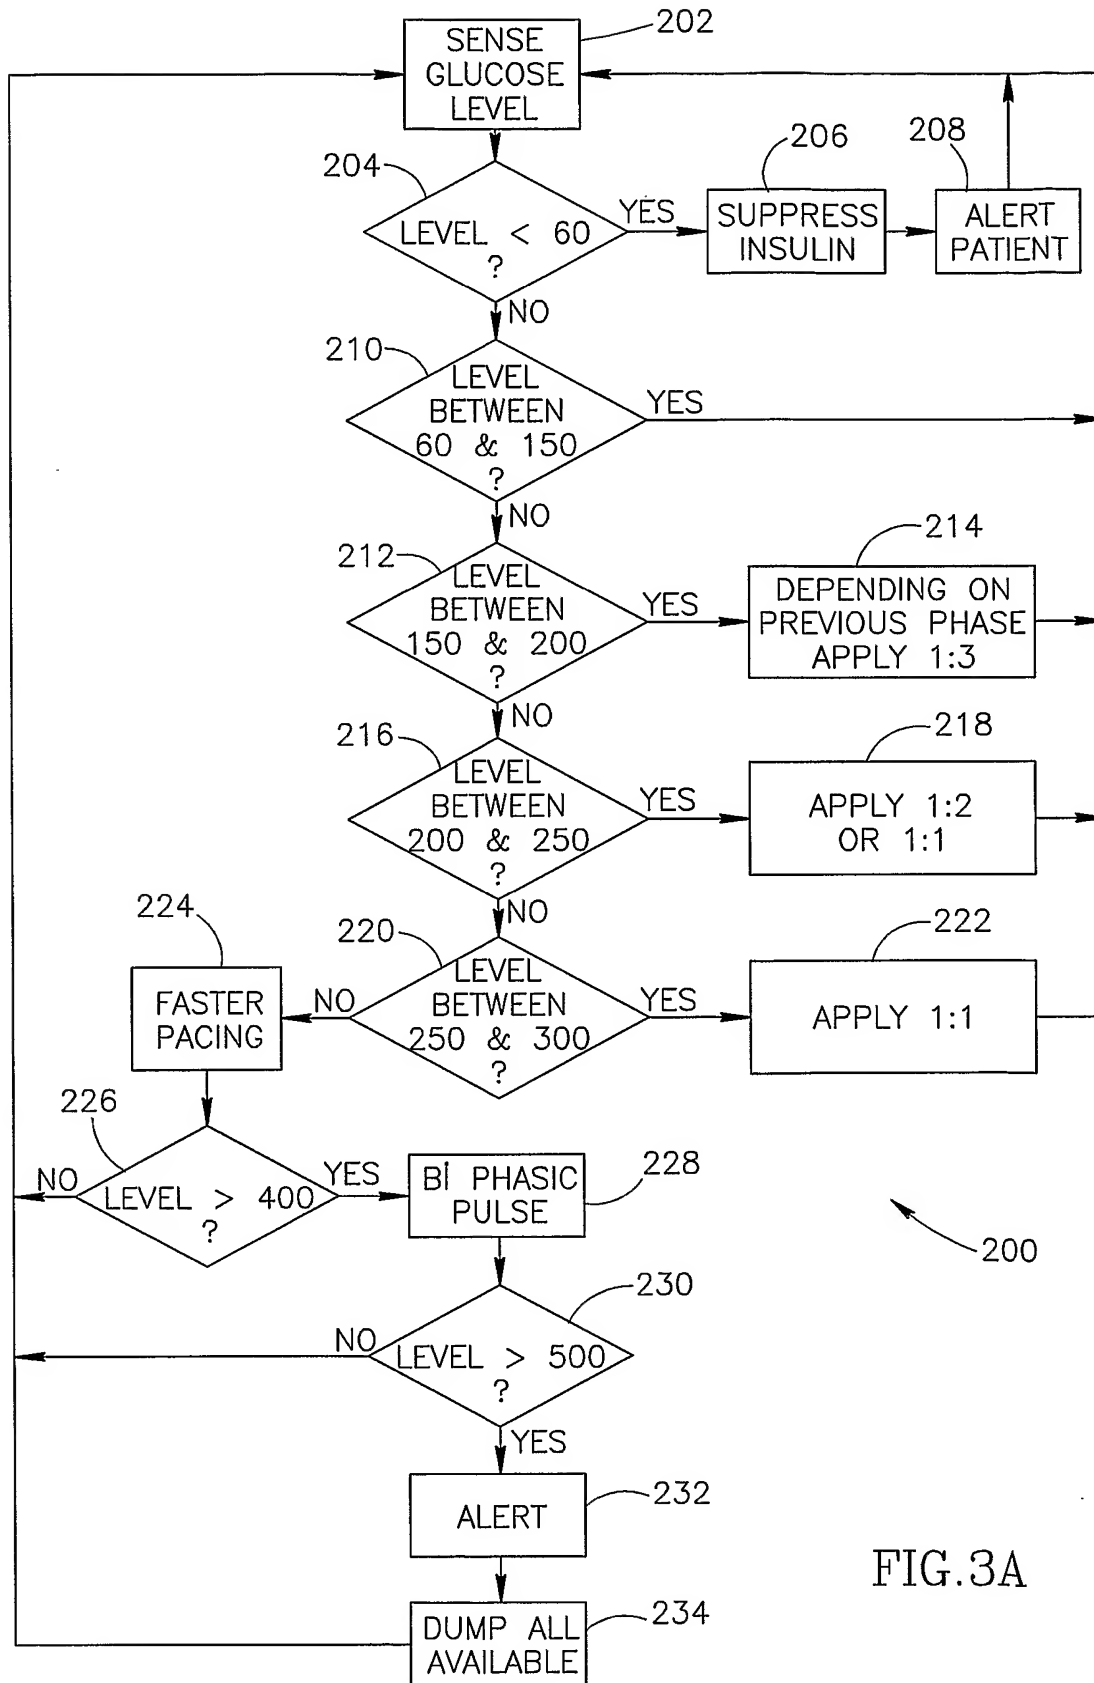 202
SENSE
GLUCOSE
LEVEL
204
206
208
LEVEL < 60
?
YES
SUPPRESS
INSULIN
ALERT
PATIENT
NO
210
LEVEL
BETWEEN
60 & 150
?
YES
NO
212
LEVEL
BETWEEN
150 & 200
?
YES
214
DEPENDING ON
PREVIOUS PHASE
APPLY 1:3
NO
216
LEVEL
BETWEEN
200 & 250
?
YES
218
APPLY 1:2
OR 1:1
NO
220
LEVEL
BETWEEN
250 & 300
?
YES
222
APPLY 1:1
NO
224
FASTER
PACING
226
LEVEL > 400
?
NO
YES
BI PHASIC
PULSE
228
200
230
LEVEL > 500
?
NO
YES
ALERT
232
DUMP ALL
AVAILABLE
234
FIG.3A